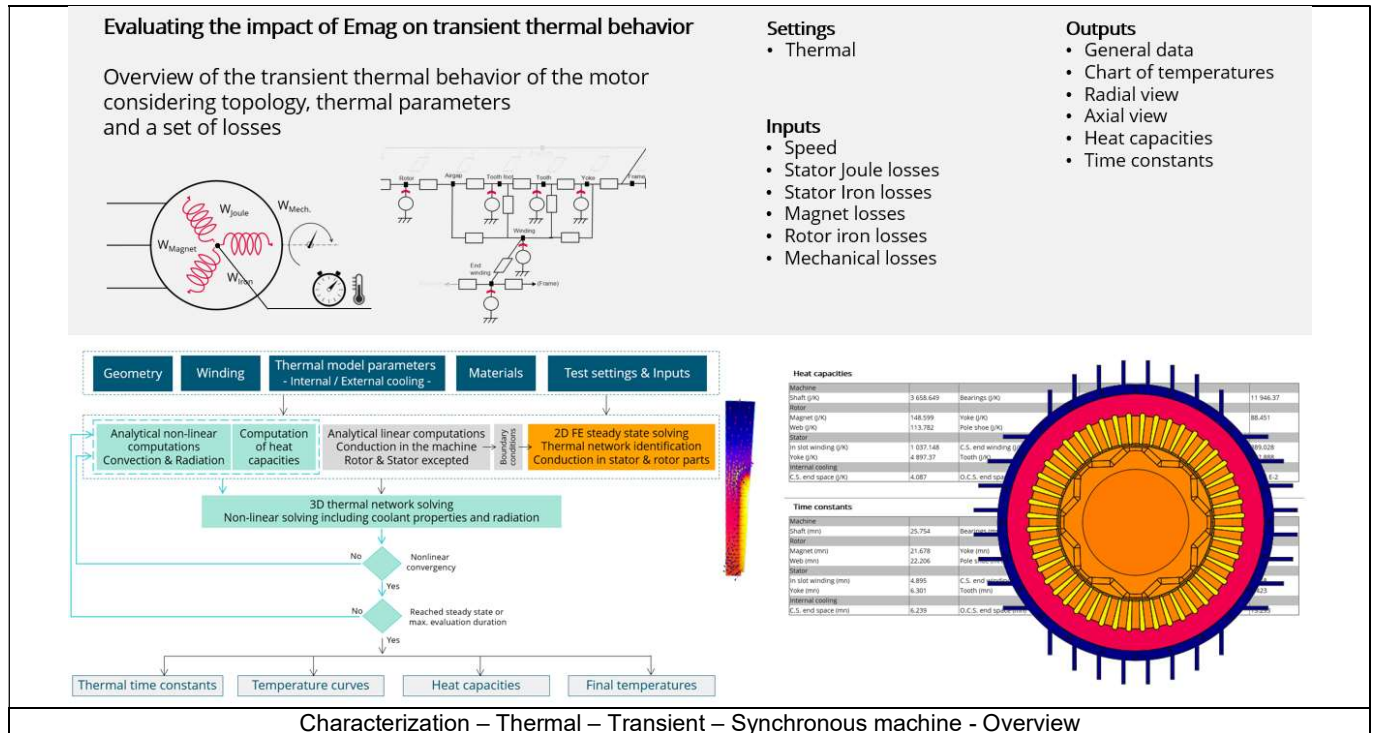 Evaluating the impact of Emag on transient thermal behavior
Overview of the transient thermal behavior of the motor
considering topology, thermal parameters
and a set of losses
Settings
• Thermal
Inputs
• Speed
• Stator Joule losses
• Stator Iron losses
• Magnet losses
• Rotor iron losses
• Mechanical losses
Outputs
• General data
• Chart of temperatures
• Radial view
• Axial view
• Heat capacities
• Time constants
WJoule
WMech.
WMagnet
WIron
Rotor
Airgap
Tooth foot
Tooth
Yoke
Frame
Winding
End
winding
(Frame)
Geometry
Winding
Thermal model parameters
- Internal / External cooling -
Materials
Test settings & Inputs
Analytical non-linear
computations
Convection & Radiation
Computation
of heat
capacities
Analytical linear computations
Conduction in the machine
Rotor & Stator excepted
Boundary
conditions
2D FE steady state solving
Thermal network identification
Conduction in stator & rotor parts
3D thermal network solving
Non-linear solving including coolant properties and radiation
No
Nonlinear
convergency
Yes
No
Reached steady state or
max. evaluation duration
Yes
Thermal time constants
Temperature curves
Heat capacities
Final temperatures
Heat capacities
Machine
Shaft (J/K) 3 658.649 Bearings (J/K) 11 946.37
Rotor
Magnet (J/K) 148.599 Yoke (J/K) 88.451
Web (J/K) 113.782 Pole shoe (J/K)
Stator
In slot winding (J/K) 1 037.148 C.S. end winding
Yoke (J/K) 4 897.37 Tooth (J/K)
Internal cooling
C.S. end space (J/K) 4.087 O.C.S. end E-2
Time constants
Machine
Shaft (mn) 25.754 Bearings
Rotor
Magnet (mn) 21.678 Yoke (mn)
Web (mn) 22.206 Pole
Stator
In slot winding (mn) 4.895 C.S. end
Yoke (mn) 6.301 Tooth (mn)
Internal cooling
C.S. end space (mn) 6.239 O.C.S. end
Characterization – Thermal – Transient – Synchronous machine - Overview